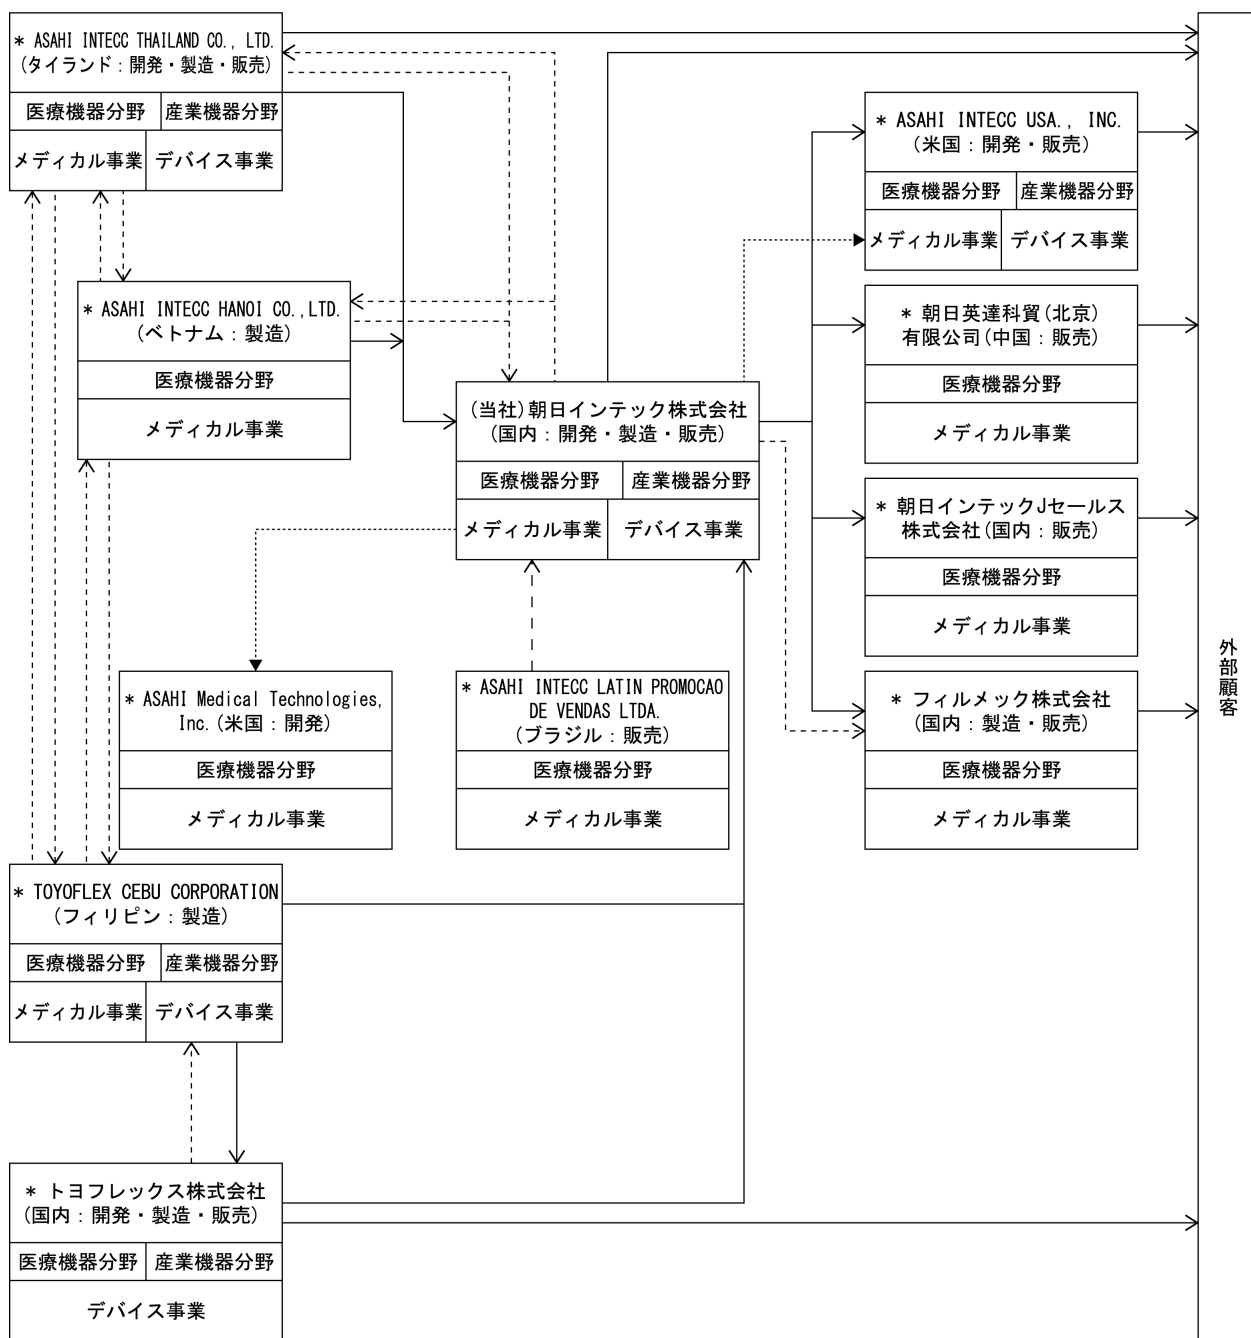 * ASAHI INTECC THAILAND CO., LTD.
(タイランド：開発・製造・販売)
医療機器分野
産業機器分野
メディカル事業
デバイス事業
* ASAHI INTECC USA., INC.
(米国：開発・販売)
医療機器分野
産業機器分野
メディカル事業
デバイス事業
* ASAHI INTECC HANOI CO.,LTD.
(ベトナム：製造)
医療機器分野
メディカル事業
* 朝日英達科貿(北京)
有限公司(中国：販売)
医療機器分野
メディカル事業
(当社)朝日インテック株式会社
(国内：開発・製造・販売)
医療機器分野
産業機器分野
メディカル事業
デバイス事業
* 朝日インテックJセールス
株式会社(国内：販売)
医療機器分野
メディカル事業
* ASAHI Medical Technologies,
Inc.(米国：開発)
医療機器分野
メディカル事業
* ASAHI INTECC LATIN PROMOCAO
DE VENDAS LTDA.
(ブラジル：販売)
医療機器分野
メディカル事業
* フィルメック株式会社
(国内：製造・販売)
医療機器分野
メディカル事業
外部顧客
* TOYOFLEX CEBU CORPORATION
(フィリピン：製造)
医療機器分野
産業機器分野
メディカル事業
デバイス事業
* トヨフレックス株式会社
(国内：開発・製造・販売)
医療機器分野
産業機器分野
デバイス事業